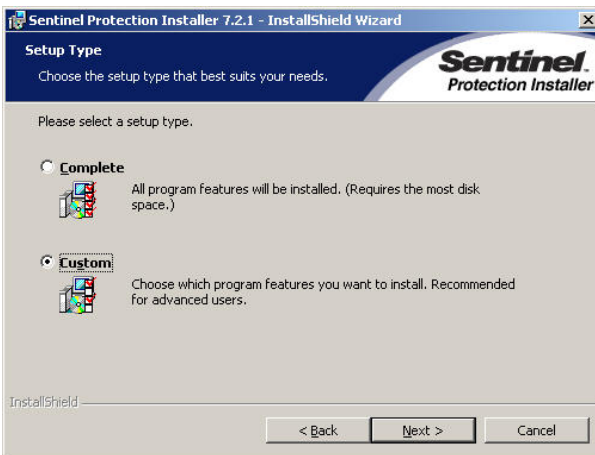 Sentinel Protection Installer 7.2.1 - InstallShield Wizard
Setup Type
Choose the setup type that best suits your needs.
Sentinel.
Protection Installer
Please select a setup type.
Complete
All program features will be installed. (Requires the most disk
space.)
Custom
Choose which program features you want to install. Recommended
for advanced users.
InstallShield
< Back
Next >
Cancel